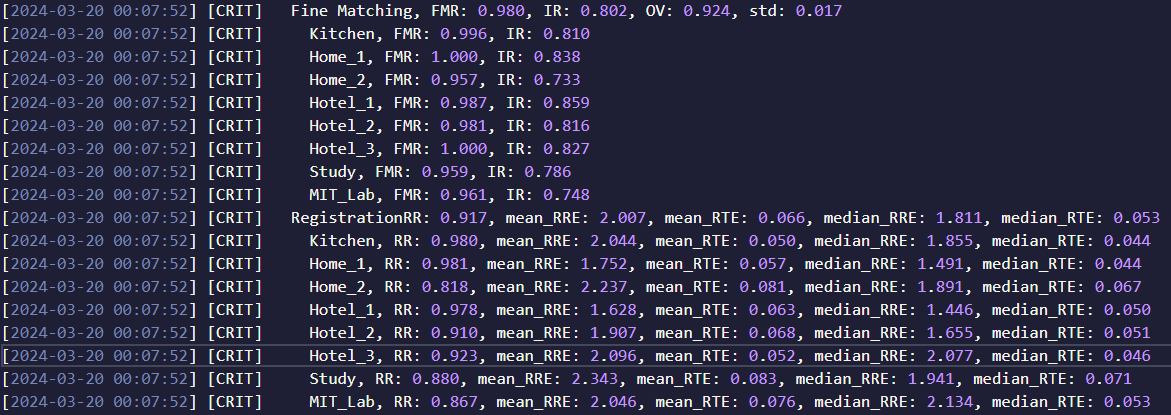 [2024-03-20 00:07:52] [CRIT] Fine Matching, FMR: 0.980, IR: 0.802, OV: 0.924, std: 0.017
[2024-03-20 00:07:52] [CRIT] Kitchen, FMR: 0.996, IR: 0.810
[2024-03-20 00:07:52] [CRIT] Home_1, FMR: 1.000, IR: 0.838
[2024-03-20 00:07:52] [CRIT] Home_2, FMR: 0.957, IR: 0.733
[2024-03-20 00:07:52] [CRIT] Hotel_1, FMR: 0.987, IR: 0.859
[2024-03-20 00:07:52] [CRIT] Hotel_2, FMR: 0.981, IR: 0.816
[2024-03-20 00:07:52] [CRIT] Hotel_3, FMR: 1.000, IR: 0.827
[2024-03-20 00:07:52] [CRIT] Study, FMR: 0.959, IR: 0.786
[2024-03-20 00:07:52] [CRIT] MIT_Lab, FMR: 0.961, IR: 0.748
[2024-03-20 00:07:52] [CRIT] RegistrationRR: 0.917, mean_RRE: 2.007, mean_RTE: 0.066, median_RRE: 1.811, median_RTE: 0.053
[2024-03-20 00:07:52] [CRIT] Kitchen, RR: 0.980, mean_RRE: 2.044, mean_RTE: 0.050, median_RRE: 1.855, median_RTE: 0.044
[2024-03-20 00:07:52] [CRIT] Home_1, RR: 0.981, mean_RRE: 1.752, mean_RTE: 0.057, median_RRE: 1.491, median_RTE: 0.044
[2024-03-20 00:07:52] [CRIT] Home_2, RR: 0.818, mean_RRE: 2.237, mean_RTE: 0.081, median_RRE: 1.891, median_RTE: 0.067
[2024-03-20 00:07:52] [CRIT] Hotel_1, RR: 0.978, mean_RRE: 1.628, mean_RTE: 0.063, median_RRE: 1.446, median_RTE: 0.050
[2024-03-20 00:07:52] [CRIT] Hotel_2, RR: 0.910, mean_RRE: 1.907, mean_RTE: 0.068, median_RRE: 1.655, median_RTE: 0.051
[2024-03-20 00:07:52] [CRIT] Hotel_3, RR: 0.923, mean_RRE: 2.096, mean_RTE: 0.052, median_RRE: 2.077, median_RTE: 0.046
[2024-03-20 00:07:52] [CRIT] Study, RR: 0.880, mean_RRE: 2.343, mean_RTE: 0.083, median_RRE: 1.941, median_RTE: 0.071
[2024-03-20 00:07:52] [CRIT] MIT_Lab, RR: 0.867, mean_RRE: 2.046, mean_RTE: 0.076, median_RRE: 2.134, median_RTE: 0.053